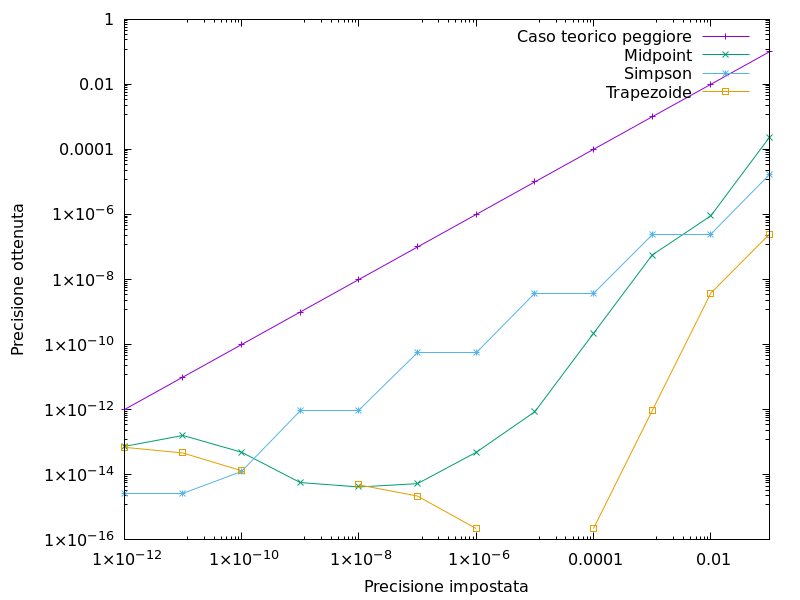 1
0.01
0.0001
1×10⁻⁶
1×10⁻⁸
1×10⁻¹⁰
1×10⁻¹²
1×10⁻¹⁴
1×10⁻¹⁶
Precisione ottenuta
Caso teorico peggiore
Midpoint
Simpson
Trapezoide
1×10⁻¹²
1×10⁻¹⁰
1×10⁻⁸
1×10⁻⁶
0.0001
0.01
Precisione impostata